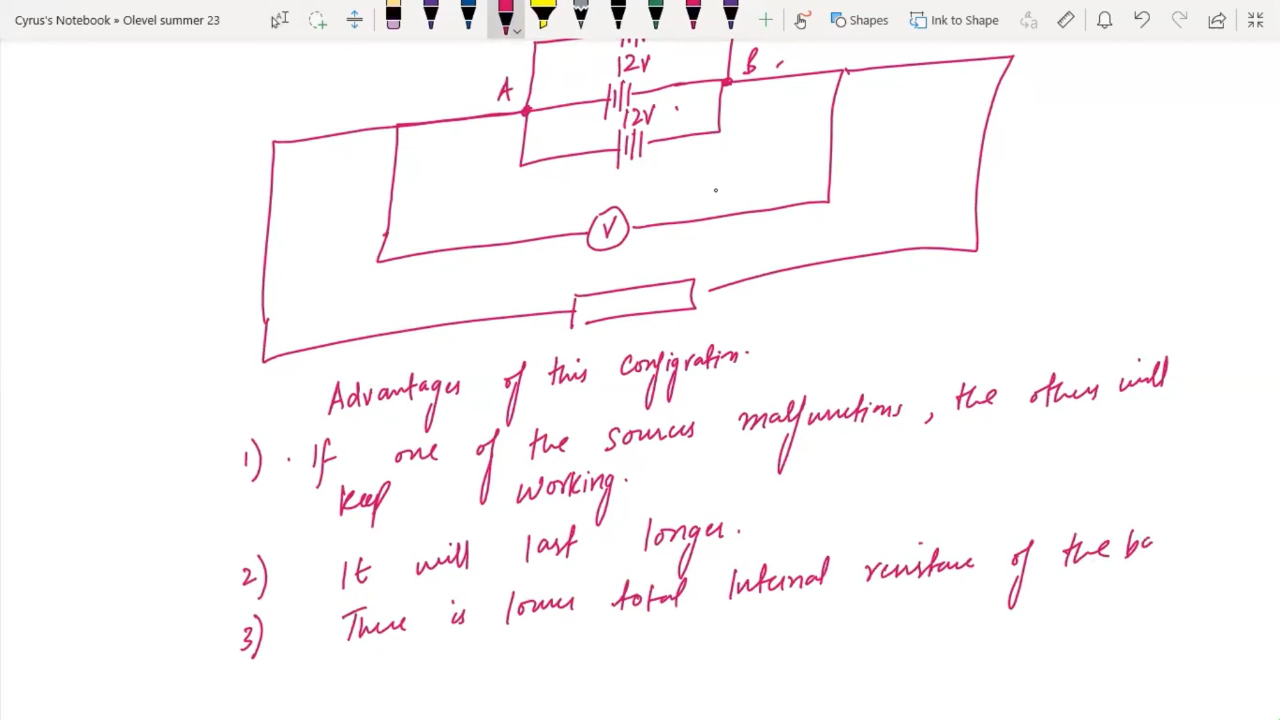 Cyrus's Notebook » Olevel summer 23
Shapes
Ink to Shape
12V
A
B
12V
V
Advantages of this configration.
1) . If one of the sources malfunctions, the others will
keep working.
2) It will last longer.
3) There is lower total Internal resistance of the ba